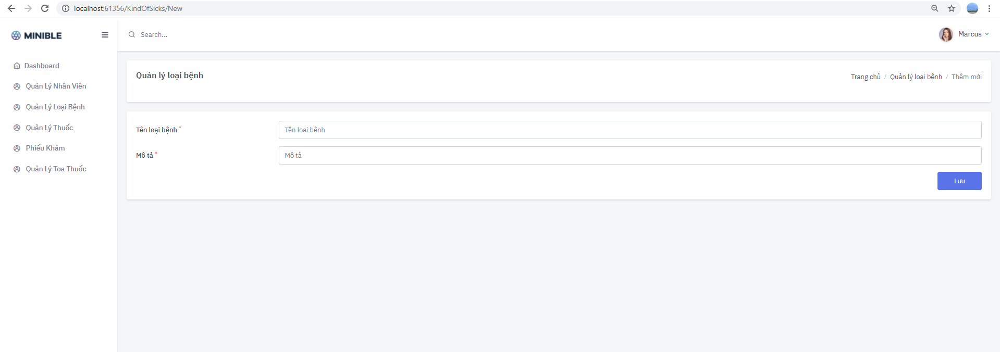 localhost:61356/KindOfSicks/New
MINIBLE
Search...
Marcus
Dashboard
Quản Lý Nhân Viên
Quản Lý Loại Bệnh
Quản Lý Thuốc
Phiếu Khám
Quản Lý Toa Thuốc
Quản lý loại bệnh
Trang chủ / Quản lý loại bệnh / Thêm mới
Tên loại bệnh *
Tên loại bệnh
Mô tả *
Mô tả
Lưu